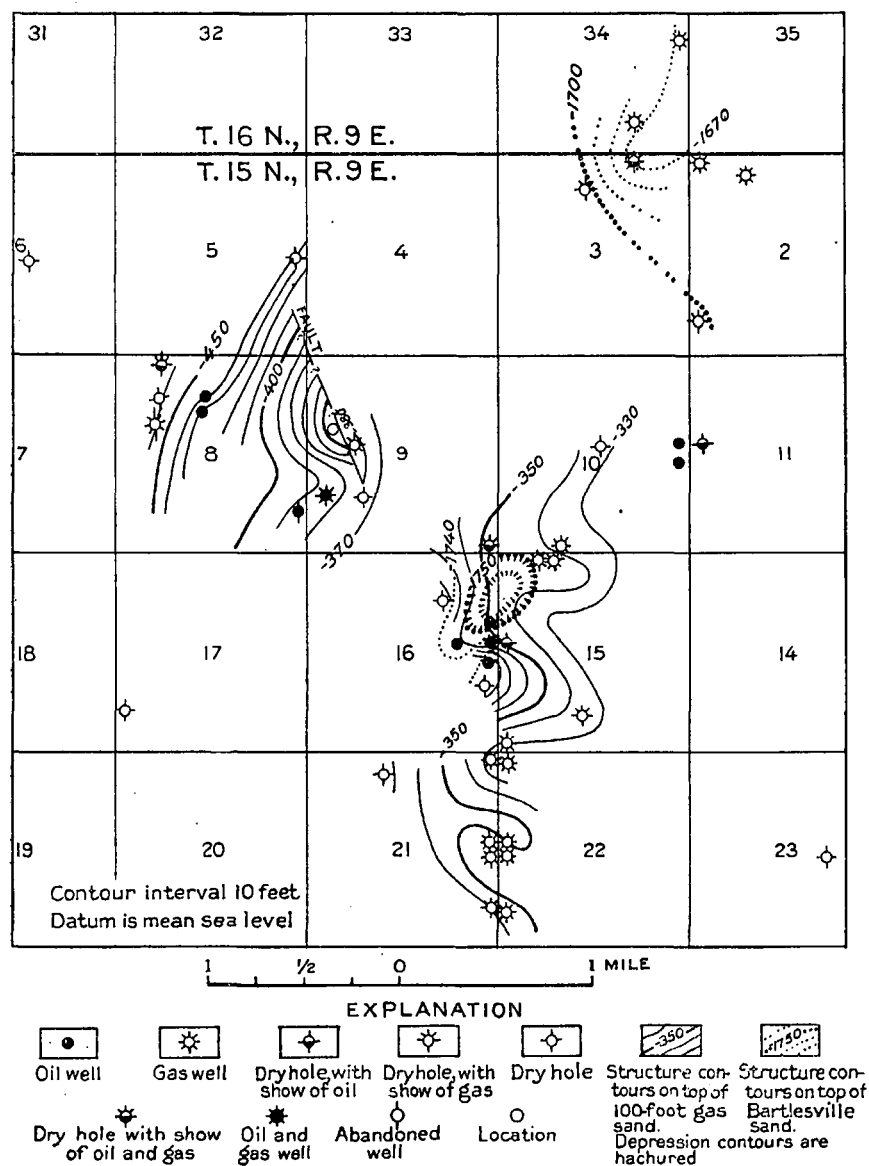 31 32 33 34 35
-1700
-1670
T. 16 N., R. 9 E.
T. 15 N., R. 9 E.
6 5 4 3 2
FAULT ?
-450
-400
380
7 8 9 10 11
-330
-350
-370
-1740
-1750
18 17 16 15 14
-350
19 20 21 22 23
Contour interval 10 feet
Datum is mean sea level
1 1/2 0 1 MILE
EXPLANATION
Oil well
Gas well
Dry hole, with show of oil
Dry hole, with show of gas
Dry hole
Structure con-
tours on top of
100-foot gas
sand.
Structure con-
tours on top of
Bartlesville
sand.
Depression contours are
hachured
-350
-1750
Dry hole with show
of oil and gas
Oil and
gas well
Abandoned
well
Location